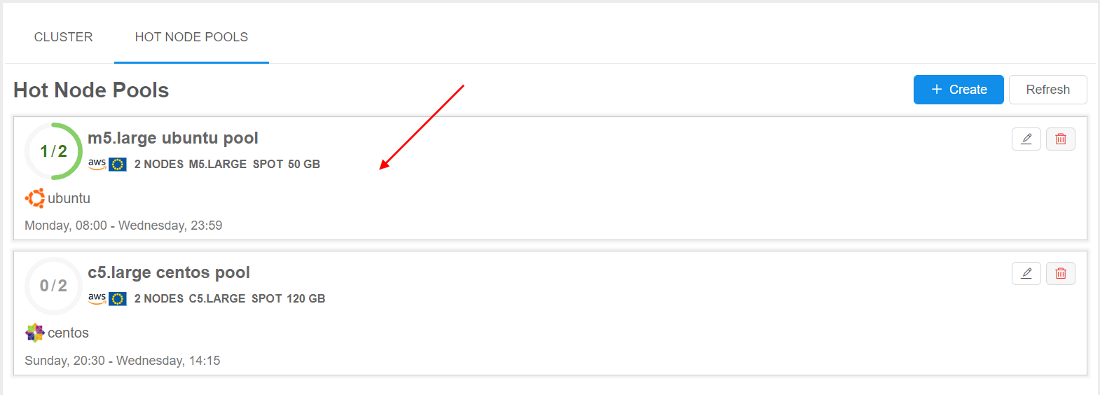 CLUSTER HOT NODE POOLS
Hot Node Pools + Create Refresh
1/2 m5.large ubuntu pool
aws 2 NODES M5.LARGE SPOT 50 GB
ubuntu
Monday, 08:00 - Wednesday, 23:59
0/2 c5.large centos pool
aws 2 NODES C5.LARGE SPOT 120 GB
centos
Sunday, 20:30 - Wednesday, 14:15